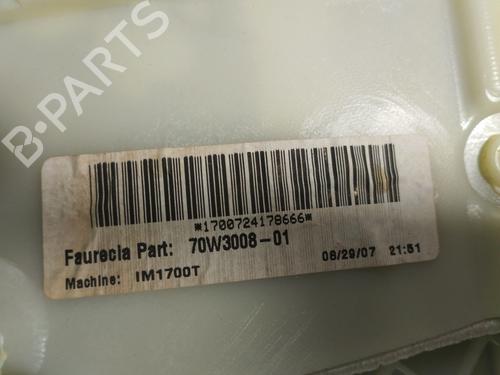 B-PARTS
*1700724178666*
Faurecia Part: 70W3008-01
Machine: IM1700T
08/29/07 21:51